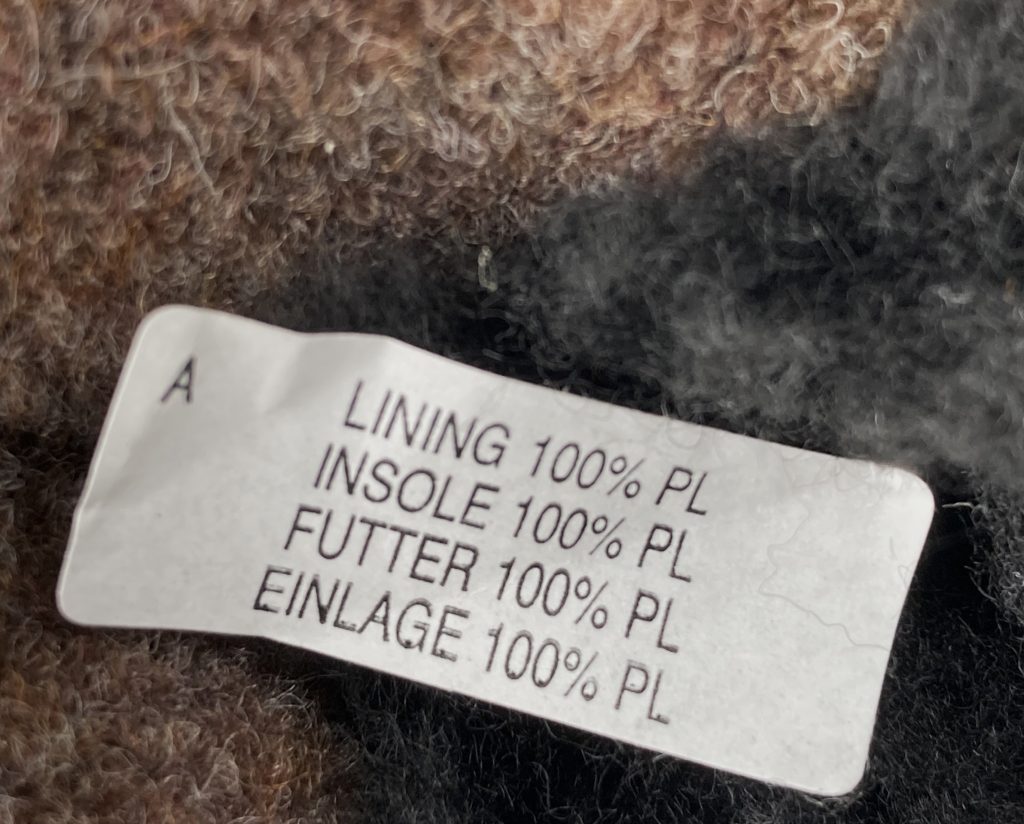 A
LINING 100% PL
INSOLE 100% PL
FUTTER 100% PL
EINLAGE 100% PL